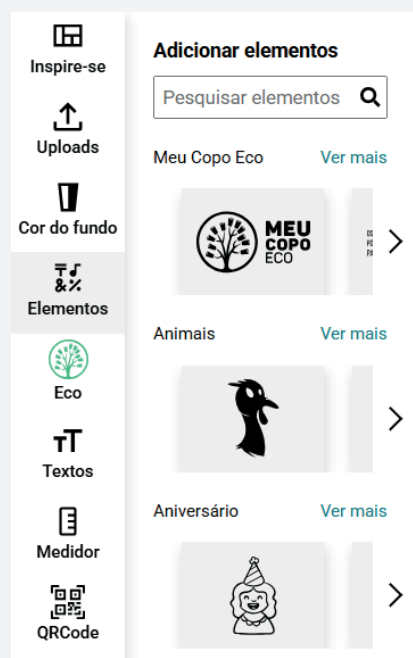 Inspire-se
Uploads
Cor do fundo
Elementos
Eco
Textos
Medidor
QRCode
Adicionar elementos
Pesquisar elementos
Meu Copo Eco
Ver mais
MEU
COPO
ECO
Animais
Ver mais
Aniversário
Ver mais